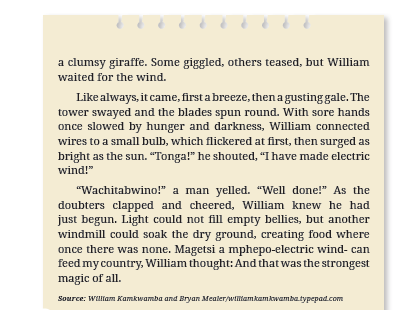 a clumsy giraffe. Some giggled, others teased, but William
waited for the wind.
Like always, it came, first a breeze, then a gusting gale. The
tower swayed and the blades spun round. With sore hands
once slowed by hunger and darkness, William connected
wires to a small bulb, which flickered at first, then surged as
bright as the sun. “Tonga!” he shouted, “I have made electric
wind!”
“Wachitabwino!” a man yelled. “Well done!” As the
doubters clapped and cheered, William knew he had
just begun. Light could not fill empty bellies, but another
windmill could soak the dry ground, creating food where
once there was none. Magetsi a mphepo-electric wind- can
feed my country, William thought: And that was the strongest
magic of all.
Source: William Kamkwamba and Bryan Mealer/williamkamkwamba.typepad.com